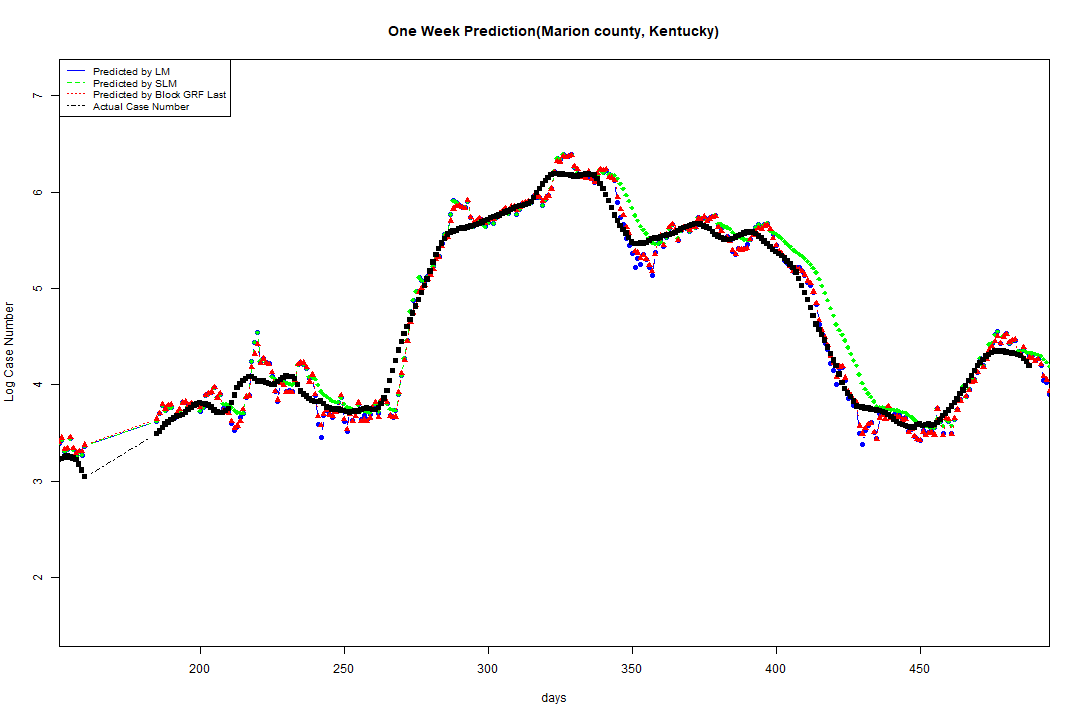 One Week Prediction(Marion county, Kentucky)
Predicted by LM
Predicted by SLM
Predicted by Block GRF Last
Actual Case Number
Log Case Number
7
6
5
4
3
2
200 250 300 350 400 450
days